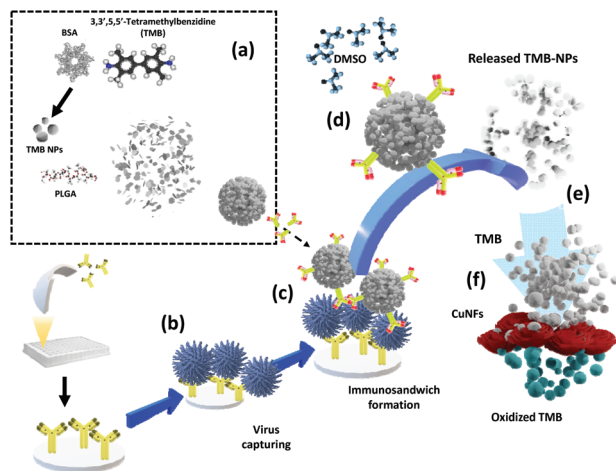 3,3',5,5'-Tetramethylbenzidine
(TMB)
BSA
(a)
TMB NPs
PLGA
DMSO
(d)
Released TMB-NPs
(e)
TMB
(f)
CuNFs
Oxidized TMB
(c)
Immunosandwich
formation
(b)
Virus
capturing